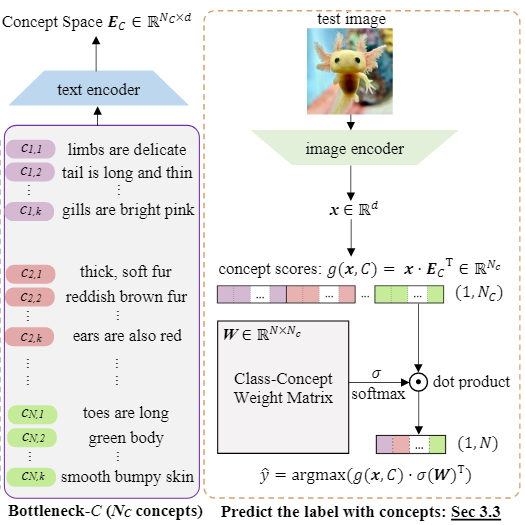 Concept Space E_C ∈ ℝ^{N_C×d}
text encoder
c_{1,1} limbs are delicate
c_{1,2} tail is long and thin
⋮ ⋮
c_{1,k} gills are bright pink
c_{2,1} thick, soft fur
c_{2,2} reddish brown fur
⋮ ⋮
c_{2,k} ears are also red
⋮ ⋮
c_{N,1} toes are long
c_{N,2} green body
⋮ ⋮
c_{N,k} smooth bumpy skin
Bottleneck-C (N_C concepts)
test image
image encoder
x ∈ ℝ^d
concept scores: g(x, C) = x · E_C^T ∈ ℝ^{N_C}
... ... ... ... (1, N_C)
W ∈ ℝ^{N×N_c}
Class-Concept
Weight Matrix
σ
softmax
dot product
... (1, N)
ŷ = argmax(g(x, C) · σ(W)^T)
Predict the label with concepts: Sec 3.3